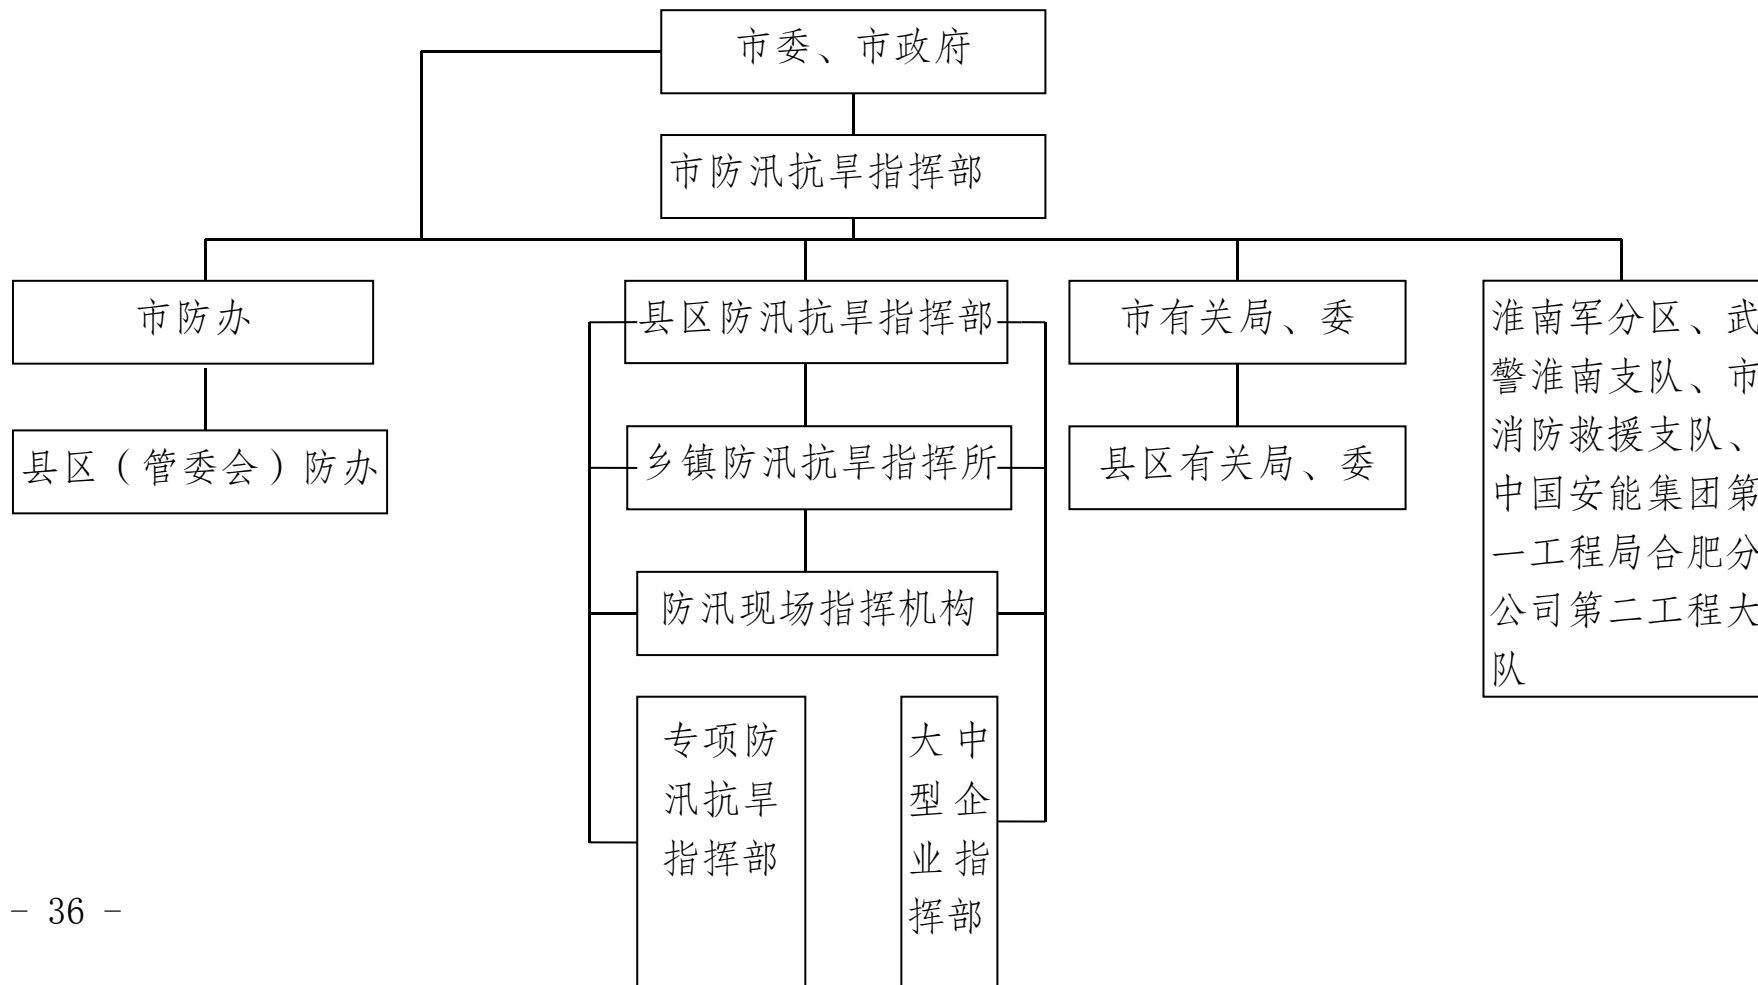 市委、市政府
市防汛抗旱指挥部
市防办
县区防汛抗旱指挥部
市有关局、委
淮南军分区、武
警淮南支队、市
消防救援支队、
中国安能集团第
一工程局合肥分
公司第二工程大
队
县区（管委会）防办
乡镇防汛抗旱指挥所
县区有关局、委
防汛现场指挥机构
专项防
汛抗旱
指挥部
大中
型企
业指
挥部
- 36 -